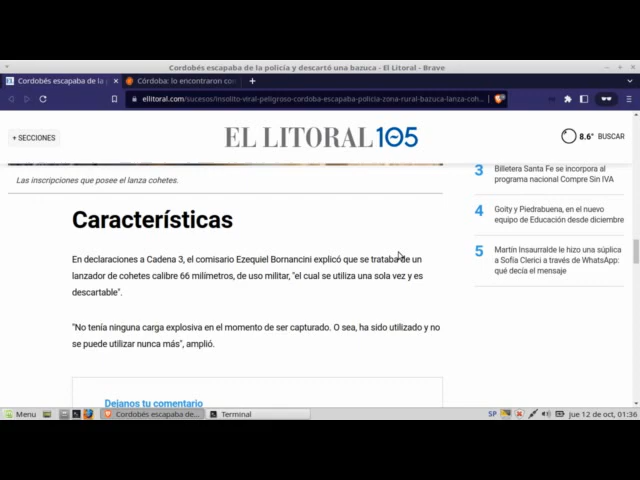 Cordobés escapaba de la policía y descartó una bazuca - El Litoral - Brave
Cordobés escapaba de la p
Córdoba: lo encontraron con
ellitoral.com/sucesos/insolito-viral-peligroso-cordoba-escapaba-policia-zona-rural-bazuca-lanza-coh...
+ SECCIONES
EL LITORAL 105
8.6° BUSCAR
Las inscripciones que posee el lanza cohetes.
Características
En declaraciones a Cadena 3, el comisario Ezequiel Bornancini explicó que se trataba de un
lanzador de cohetes calibre 66 milímetros, de uso militar, "el cual se utiliza una sola vez y es
descartable".
"No tenía ninguna carga explosiva en el momento de ser capturado. O sea, ha sido utilizado y no
se puede utilizar nunca más", amplió.
Dejanos tu comentario
3 Billetera Santa Fe se incorpora al
programa nacional Compre Sin IVA
4 Goity y Piedrabuena, en el nuevo
equipo de Educación desde diciembre
5 Martín Insaurralde le hizo una súplica
a Sofía Clerici a través de WhatsApp:
qué decía el mensaje
Menu
Cordobés escapaba de...
Terminal
SP
jue 12 de oct, 01:36